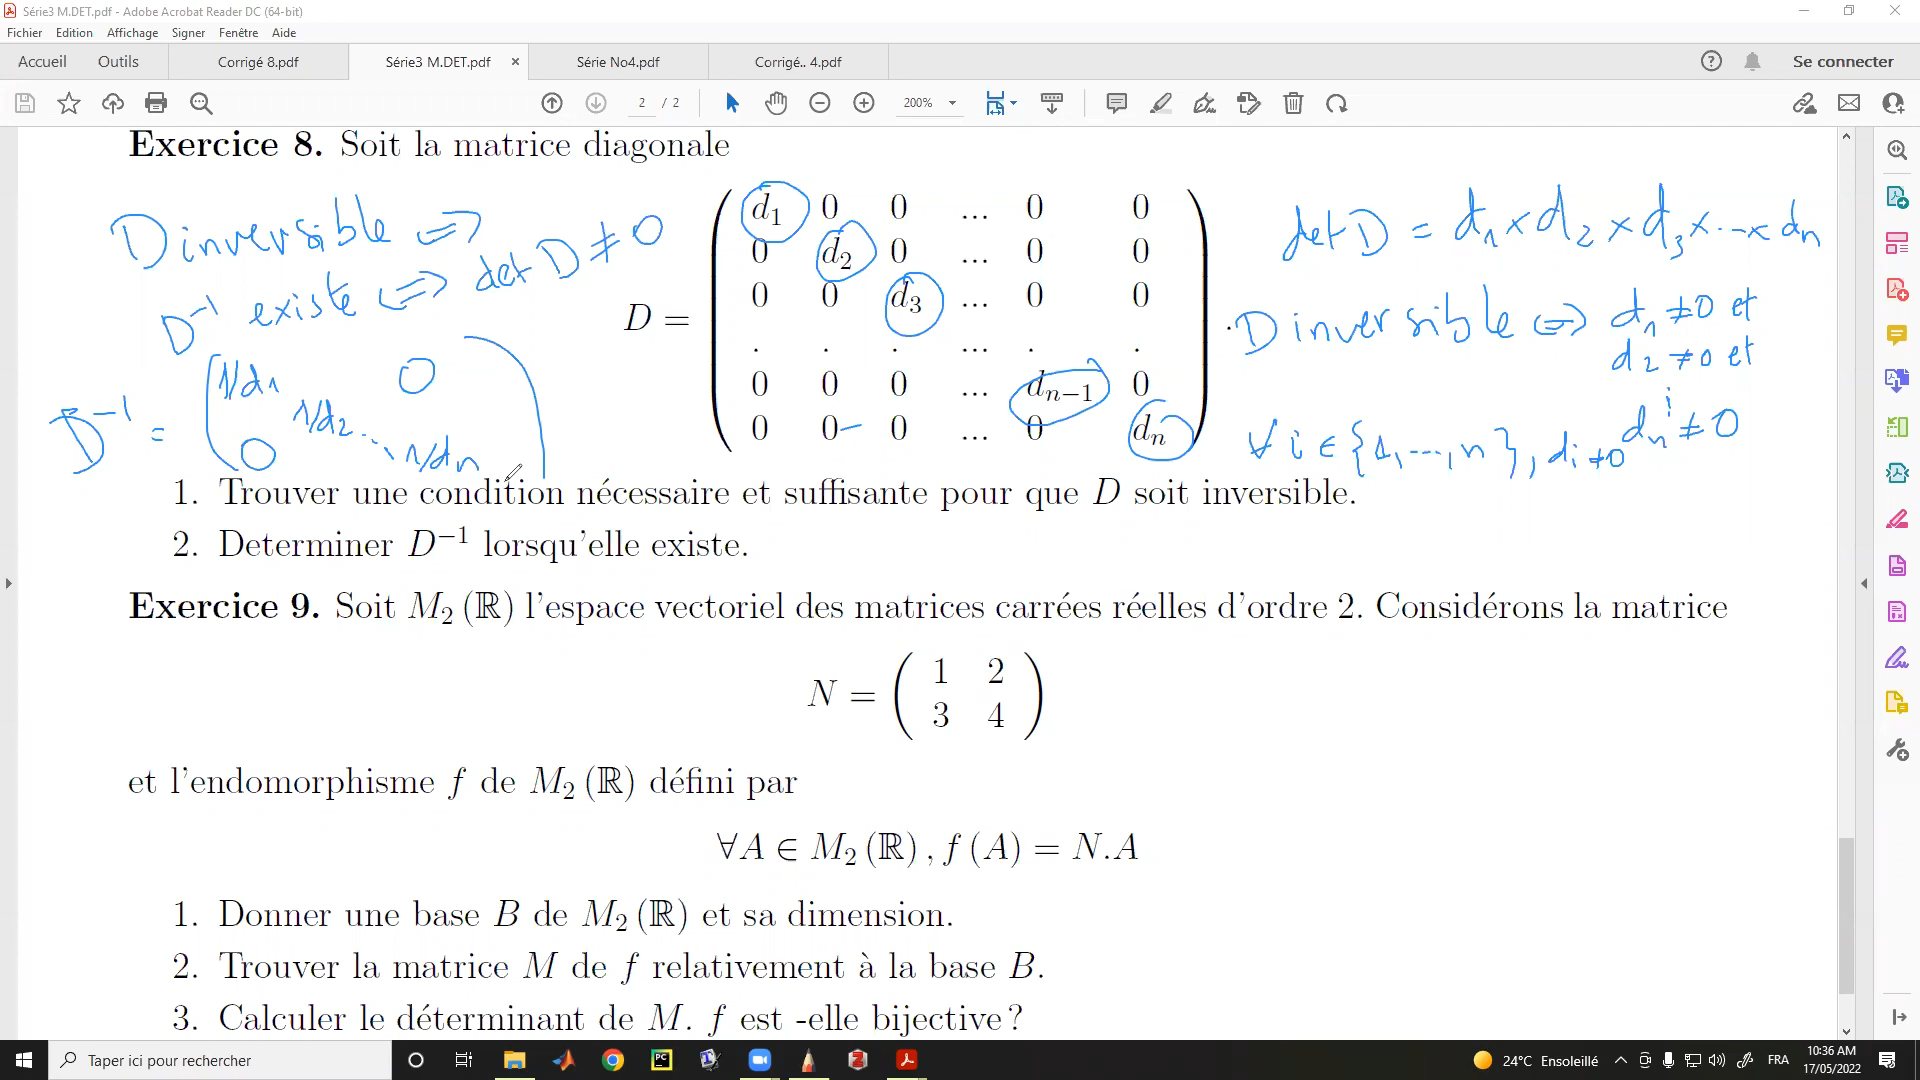 Série3 M.DET.pdf - Adobe Acrobat Reader DC (64-bit)
Fichier Edition Affichage Signer Fenêtre Aide
Accueil Outils Corrigé 8.pdf Série3 M.DET.pdf × Série No4.pdf Corrigé.. 4.pdf Se connecter
2 / 2 200%
Exercice 8. Soit la matrice diagonale
D inversible ⇔
D⁻¹ existe ⇔ det D ≠ 0
D⁻¹ = ( 1/d1 0
1/d2 ...
0 1/dn )
D =
d1 0 0 ... 0 0
0 d2 0 ... 0 0
0 0 d3 ... 0 0
. . . ... . .
0 0 0 ... dn−1 0
0 0 0 ... 0 dn
.
det D = d1 × d2 × d3 × ... × dn
D inversible ⇔ d1 ≠ 0 et
d2 ≠ 0 et
dn ≠ 0
∀ i ∈ {1, ..., n}, di ≠ 0
1. Trouver une condition nécessaire et suffisante pour que D soit inversible.
2. Determiner D⁻¹ lorsqu'elle existe.
Exercice 9. Soit M2 (ℝ) l'espace vectoriel des matrices carrées réelles d'ordre 2. Considérons la matrice
N = ( 1 2
3 4 )
et l'endomorphisme f de M2 (ℝ) défini par
∀A ∈ M2 (ℝ) , f (A) = N.A
1. Donner une base B de M2 (ℝ) et sa dimension.
2. Trouver la matrice M de f relativement à la base B.
3. Calculer le déterminant de M. f est -elle bijective ?
Taper ici pour rechercher 24°C Ensoleillé FRA 10:36 AM
17/05/2022